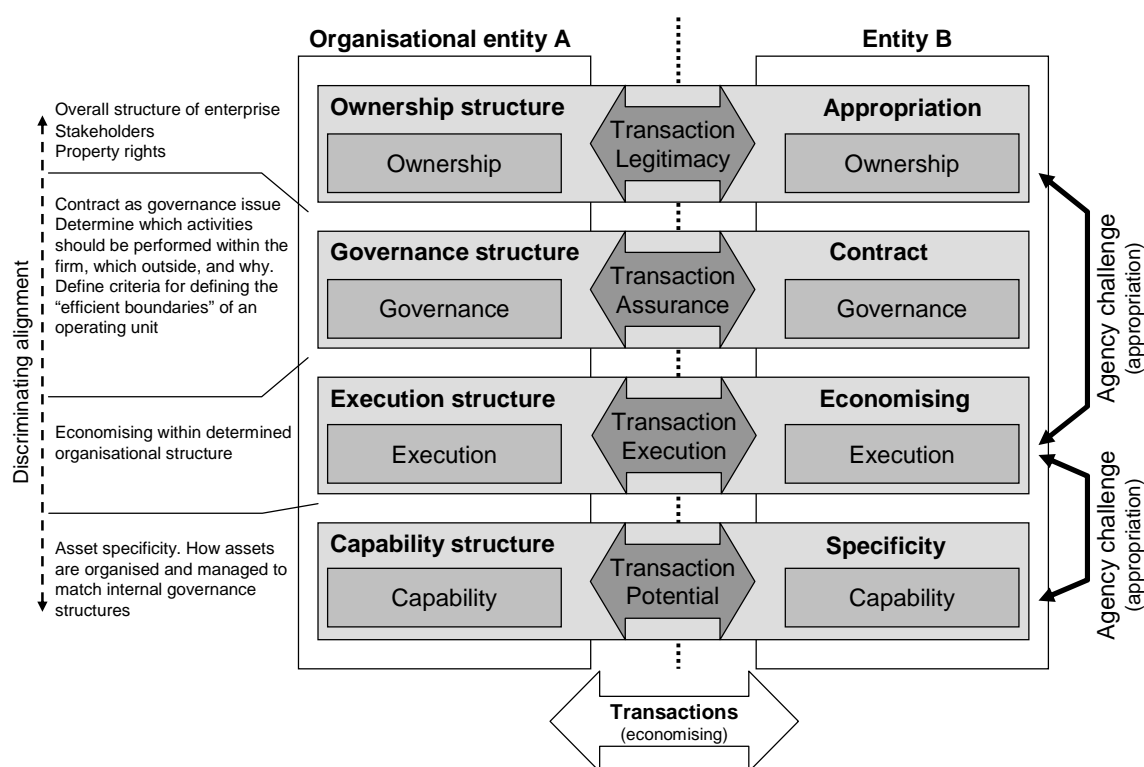 Organisational entity A
Entity B
Discriminating alignment
Overall structure of enterprise
Stakeholders
Property rights
Contract as governance issue
Determine which activities
should be performed within the
firm, which outside, and why.
Define criteria for defining the
“efficient boundaries” of an
operating unit
Economising within determined
organisational structure
Asset specificity. How assets
are organised and managed to
match internal governance
structures
Ownership structure
Ownership
Transaction
Legitimacy
Appropriation
Ownership
Governance structure
Governance
Transaction
Assurance
Contract
Governance
Execution structure
Execution
Transaction
Execution
Economising
Execution
Capability structure
Capability
Transaction
Potential
Specificity
Capability
Agency challenge
(appropriation)
Agency challenge
(appropriation)
Transactions
(economising)